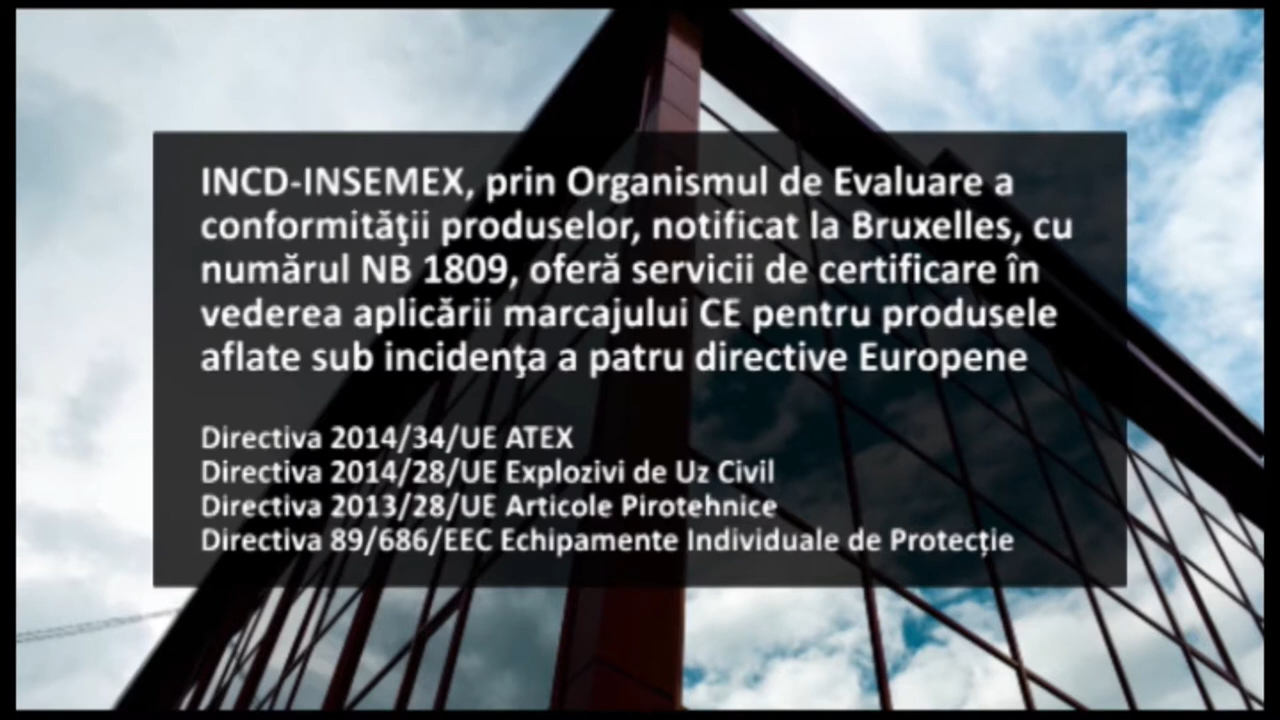 INCD-INSEMEX, prin Organismul de Evaluare a
conformităţii produselor, notificat la Bruxelles, cu
numărul NB 1809, oferă servicii de certificare în
vederea aplicării marcajului CE pentru produsele
aflate sub incidenţa a patru directive Europene
Directiva 2014/34/UE ATEX
Directiva 2014/28/UE Explozivi de Uz Civil
Directiva 2013/28/UE Articole Pirotehnice
Directiva 89/686/EEC Echipamente Individuale de Protecție